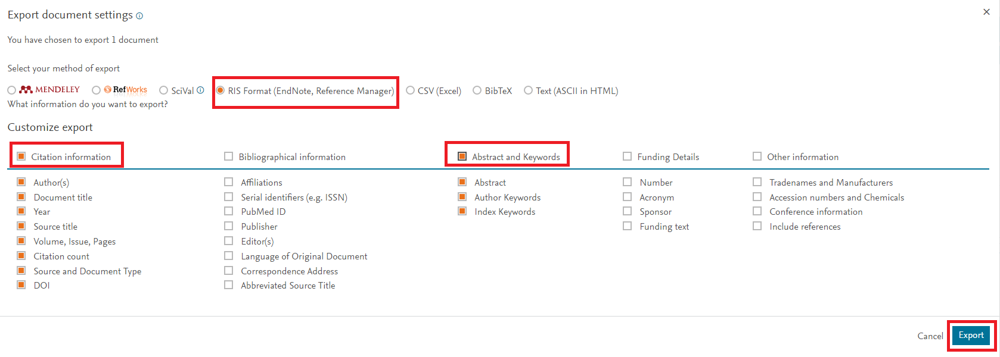 Export document settings
You have chosen to export 1 document
Select your method of export
MENDELEY RefWorks SciVal RIS Format (EndNote, Reference Manager) CSV (Excel) BibTeX Text (ASCII in HTML)
What information do you want to export?
Customize export
Citation information Bibliographical information Abstract and Keywords Funding Details Other information
Author(s) Affiliations Abstract Number Tradenames and Manufacturers
Document title Serial identifiers (e.g. ISSN) Author Keywords Acronym Accession numbers and Chemicals
Year PubMed ID Index Keywords Sponsor Conference information
Source title Publisher Funding text Include references
Volume, Issue, Pages Editor(s)
Citation count Language of Original Document
Source and Document Type Correspondence Address
DOI Abbreviated Source Title
Cancel Export